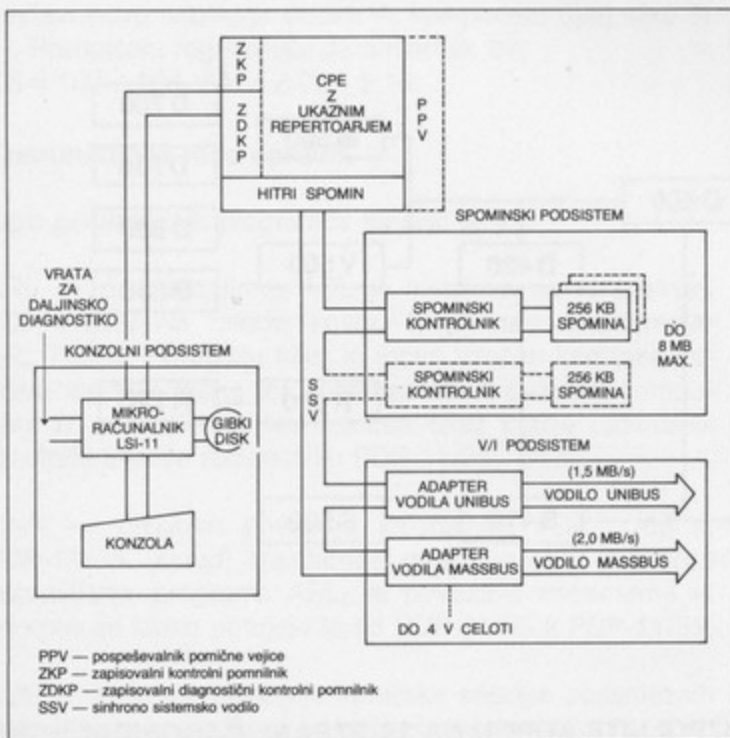 ZKP
ZDKP
CPE
Z
UKAZNIM
REPERTOARJEM
PPV
HITRI SPOMIN
SPOMINSKI PODSISTEM
VRATA
ZA
DALJINSKO
DIAGNOSTIKO
KONZOLNI PODSISTEM
MIKRO-
RAČUNALNIK
LSI-11
GIBKI
DISK
KONZOLA
SSV
SPOMINSKI
KONTROLNIK
256 KB
SPOMINA
DO
8 MB
MAX.
SPOMINSKI
KONTROLNIK
256 KB
SPOMINA
V/I PODSISTEM
ADAPTER
VODILA UNIBUS
(1,5 MB/s)
VODILO UNIBUS
ADAPTER
VODILA MASSBUS
(2,0 MB/s)
VODILO MASSBUS
DO 4 V CELOTI
PPV — pospeševalnik pomične vejice
ZKP — zapisovalni kontrolni pomnilnik
ZDKP — zapisovalni diagnostični kontrolni pomnilnik
SSV — sinhrono sistemsko vodilo